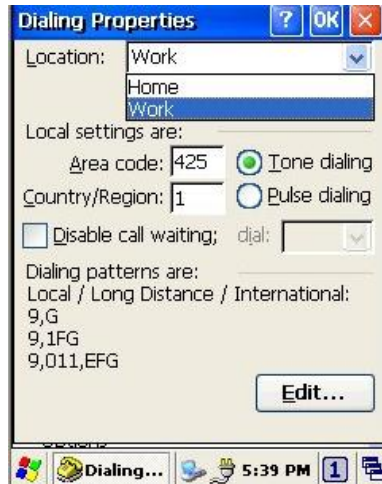 Dialing Properties ? OK X
Location: Work
Home
Work
Local settings are:
Area code: 425 Tone dialing
Country/Region: 1 Pulse dialing
Disable call waiting; dial:
Dialing patterns are:
Local / Long Distance / International:
9,G
9,1FG
9,011,EFG
Edit...
Dialing... 5:39 PM 1